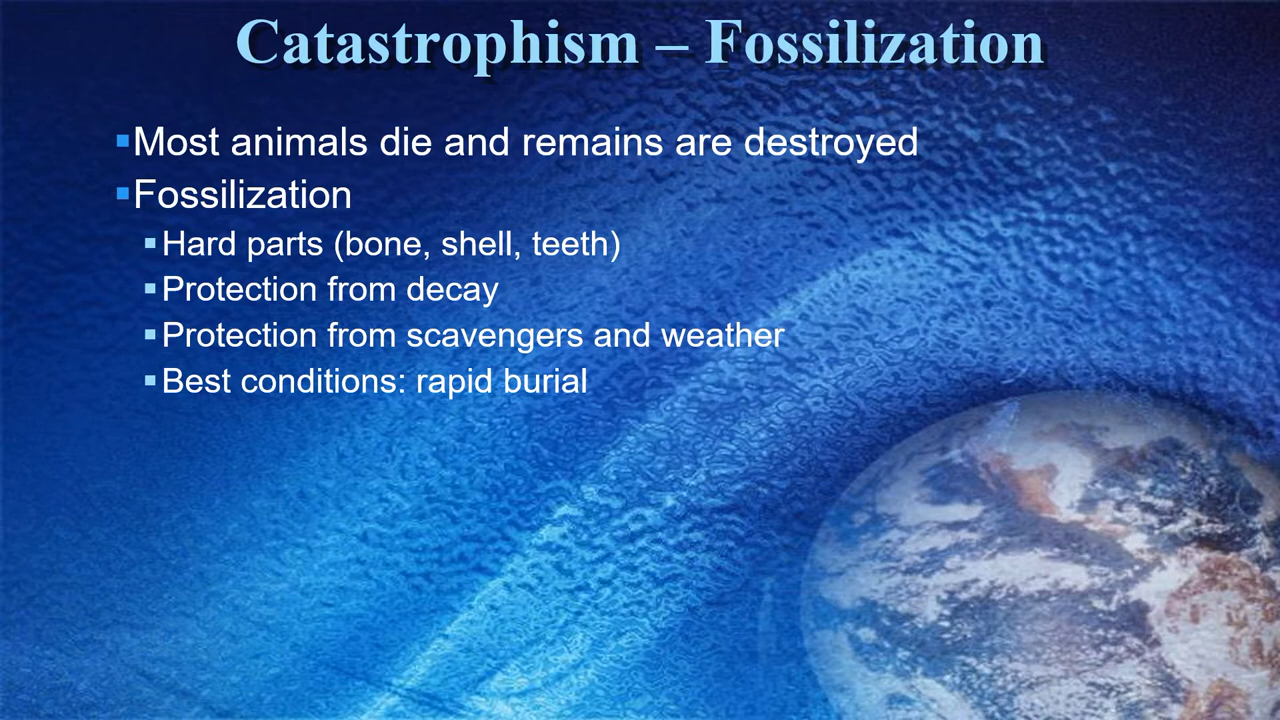 Catastrophism – Fossilization
Most animals die and remains are destroyed
Fossilization
Hard parts (bone, shell, teeth)
Protection from decay
Protection from scavengers and weather
Best conditions: rapid burial